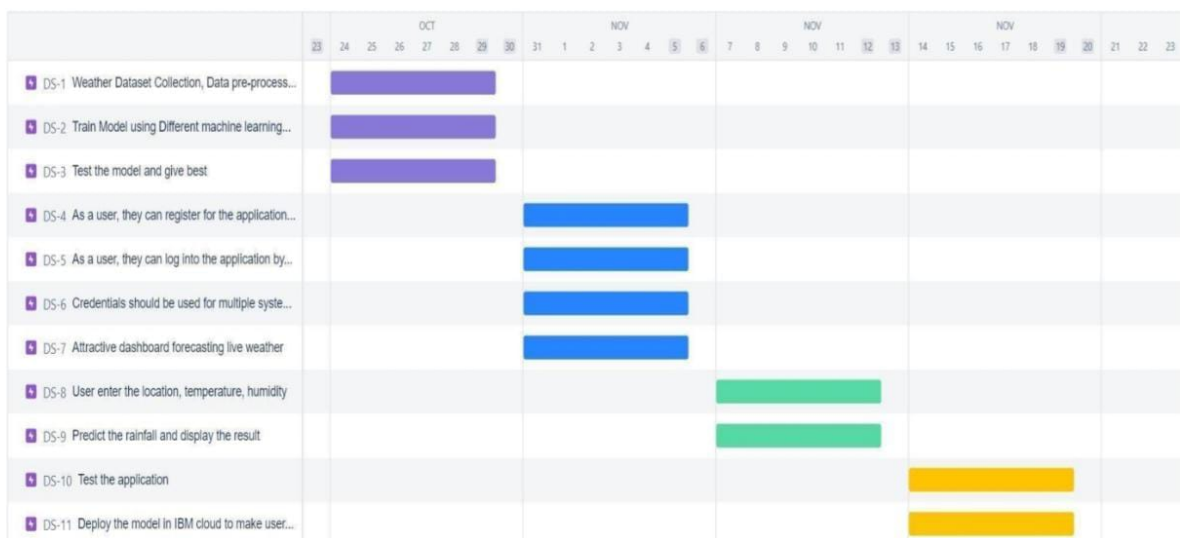 OCT NOV NOV NOV
23 24 25 26 27 28 29 30 31 1 2 3 4 5 6 7 8 9 10 11 12 13 14 15 16 17 18 19 20 21 22 23
DS-1 Weather Dataset Collection, Data pre-process...
DS-2 Train Model using Different machine learning...
DS-3 Test the model and give best
DS-4 As a user, they can register for the application...
DS-5 As a user, they can log into the application by...
DS-6 Credentials should be used for multiple syste...
DS-7 Attractive dashboard forecasting live weather
DS-8 User enter the location, temperature, humidity
DS-9 Predict the rainfall and display the result
DS-10 Test the application
DS-11 Deploy the model in IBM cloud to make user...